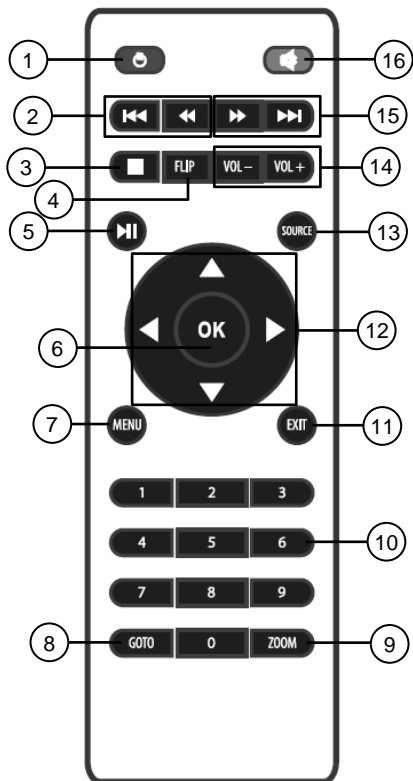 1 16
2 15
3 FLIP VOL− VOL+ 14
4
5 SOURCE 13
OK 12
6
7 MENU EXIT 11
1 2 3
4 5 6 10
7 8 9
8 GOTO 0 ZOOM 9